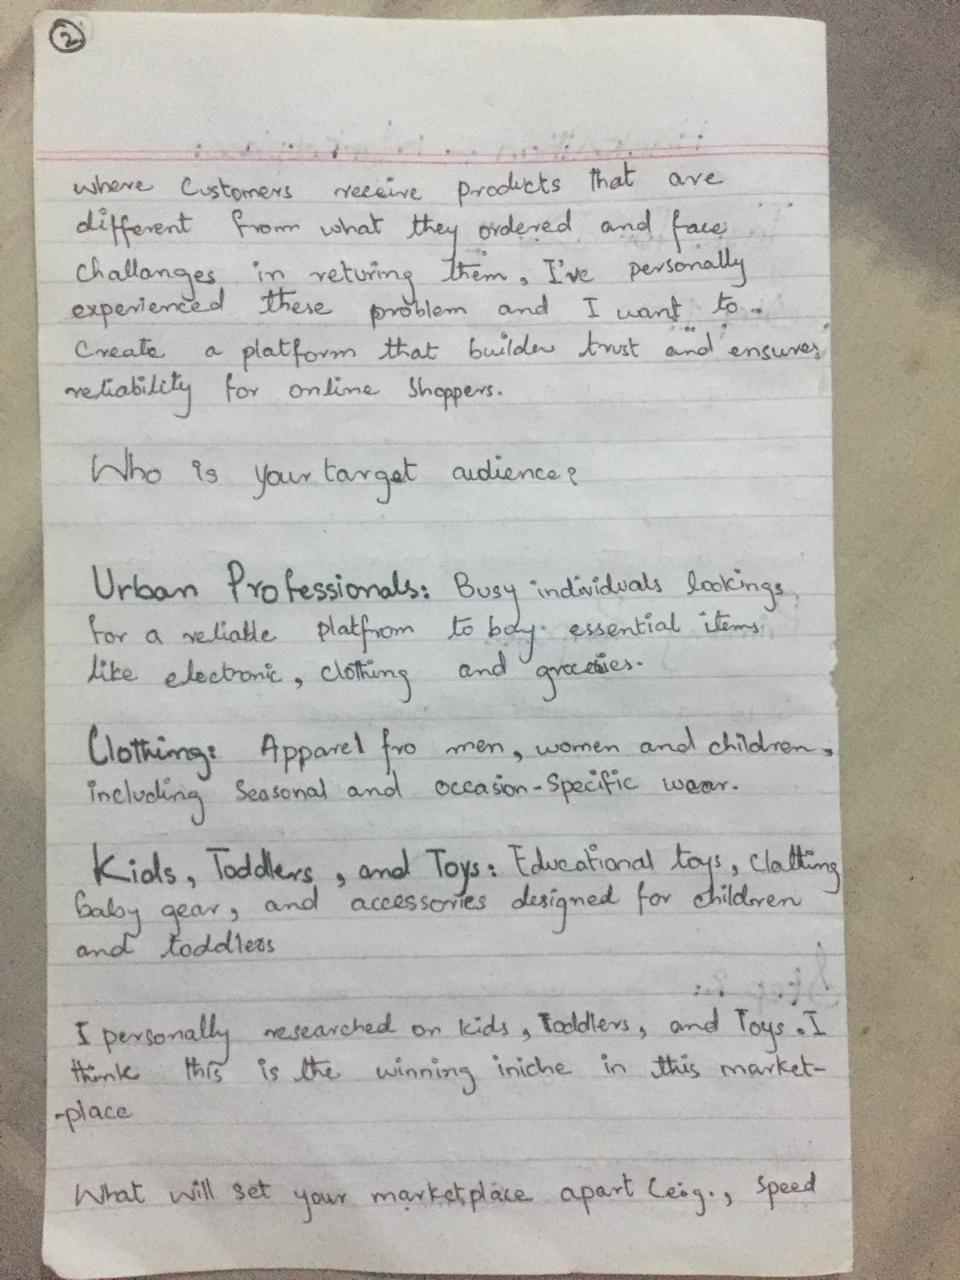 2
where Customers receive products that are
different from what they ordered and face
challanges in returing them, I've personally
experienced these problem and I want to
Create a platform that builder trust and ensures
reliability for online Shoppers.
Who is your target audience?
Urban Professionals: Busy individuals lookings
for a reliable platfrom to bay essential items
like electronic, clothing and groceries.
Clothing: Apparel fro men, women and children,
including Seasonal and occasion-Specific wear.
Kids, Toddlers, and Toys: Educational toys, Clatting
baby gear, and accessories designed for children
and toddlers
I personally researched on kids, Toddlers, and Toys. I
think this is the winning iniche in this market-
-place
What will set your marketplace apart (e.g., Speed